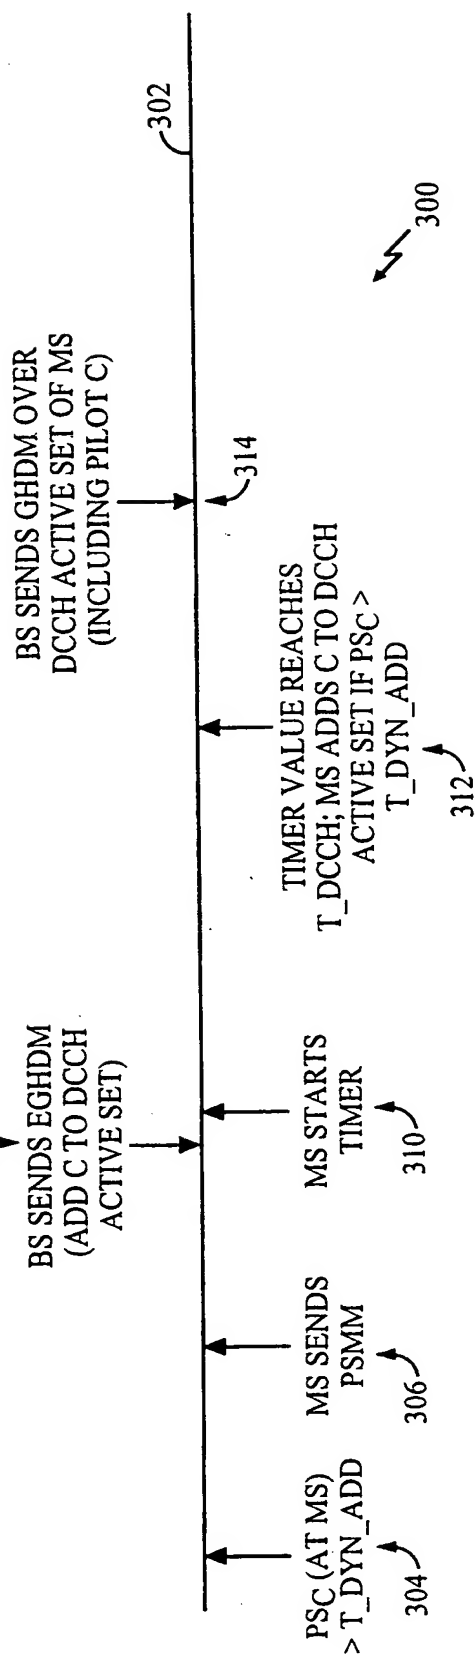 PSC (AT MS)
> T_DYN_ADD
304
MS SENDS
PSMM
306
BS SENDS EGHDM
(ADD C TO DCCH
ACTIVE SET)
MS STARTS
TIMER
310
TIMER VALUE REACHES
T_DCCH; MS ADDS C TO DCCH
ACTIVE SET IF PSC >
T_DYN_ADD
312
BS SENDS GHDM OVER
DCCH ACTIVE SET OF MS
(INCLUDING PILOT C)
314
302
300